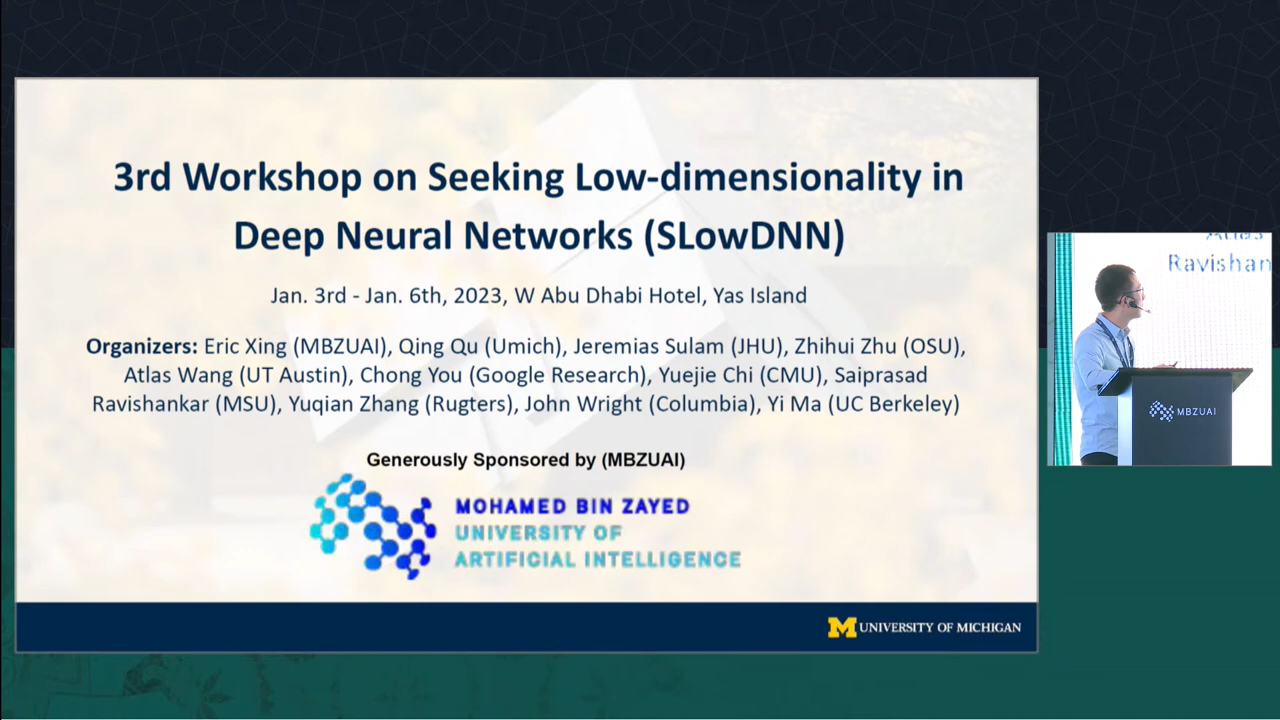 3rd Workshop on Seeking Low-dimensionality in
Deep Neural Networks (SLowDNN)
Jan. 3rd - Jan. 6th, 2023, W Abu Dhabi Hotel, Yas Island
Organizers: Eric Xing (MBZUAI), Qing Qu (Umich), Jeremias Sulam (JHU), Zhihui Zhu (OSU),
Atlas Wang (UT Austin), Chong You (Google Research), Yuejie Chi (CMU), Saiprasad
Ravishankar (MSU), Yuqian Zhang (Rugters), John Wright (Columbia), Yi Ma (UC Berkeley)
Generously Sponsored by (MBZUAI)
MOHAMED BIN ZAYED
UNIVERSITY OF
ARTIFICIAL INTELLIGENCE
M UNIVERSITY OF MICHIGAN
Ravishan
MBZUAI